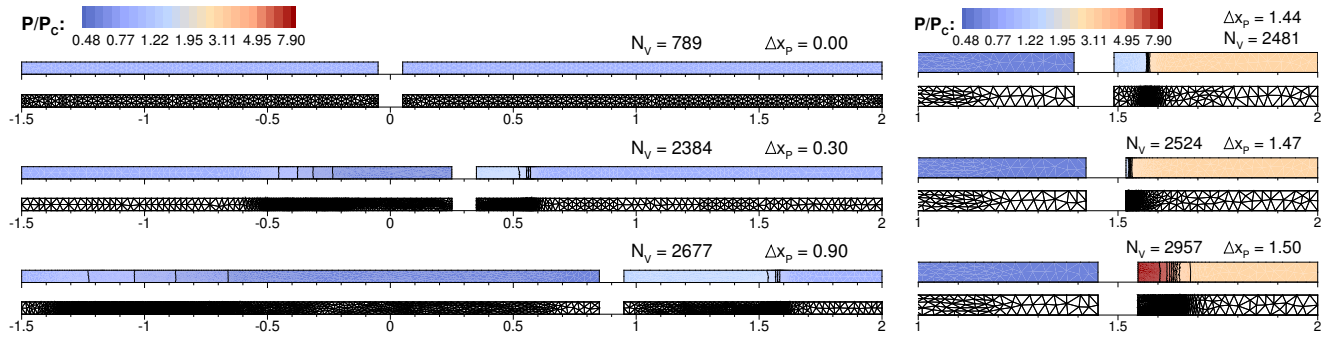 P/P_C:
0.48 0.77 1.22 1.95 3.11 4.95 7.90
N_V = 789 Δx_P = 0.00
-1.5 -1 -0.5 0 0.5 1 1.5 2
N_V = 2384 Δx_P = 0.30
-1.5 -1 -0.5 0 0.5 1 1.5 2
N_V = 2677 Δx_P = 0.90
-1.5 -1 -0.5 0 0.5 1 1.5 2
P/P_C:
0.48 0.77 1.22 1.95 3.11 4.95 7.90
Δx_P = 1.44
N_V = 2481
1 1.5 2
1 1.5 2
N_V = 2524 Δx_P = 1.47
1 1.5 2
N_V = 2957 Δx_P = 1.50
1 1.5 2